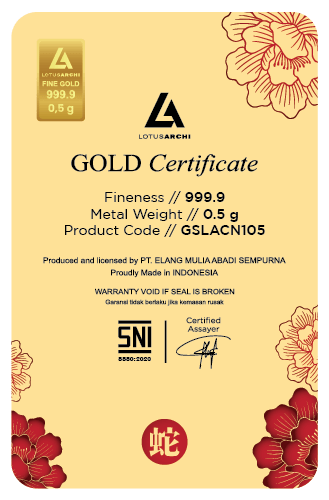 LOTUSARCHI
FINE GOLD
999.9
0,5 g
LOTUSARCHI
GOLD Certificate
Fineness // 999.9
Metal Weight // 0.5 g
Product Code // GSLACN105
Produced and licensed by PT. ELANG MULIA ABADI SEMPURNA
Proudly Made in INDONESIA
WARRANTY VOID IF SEAL IS BROKEN
Garansi tidak berlaku jika kemasan rusak
SNI
8880:2020
Certified
Assayer
蛇